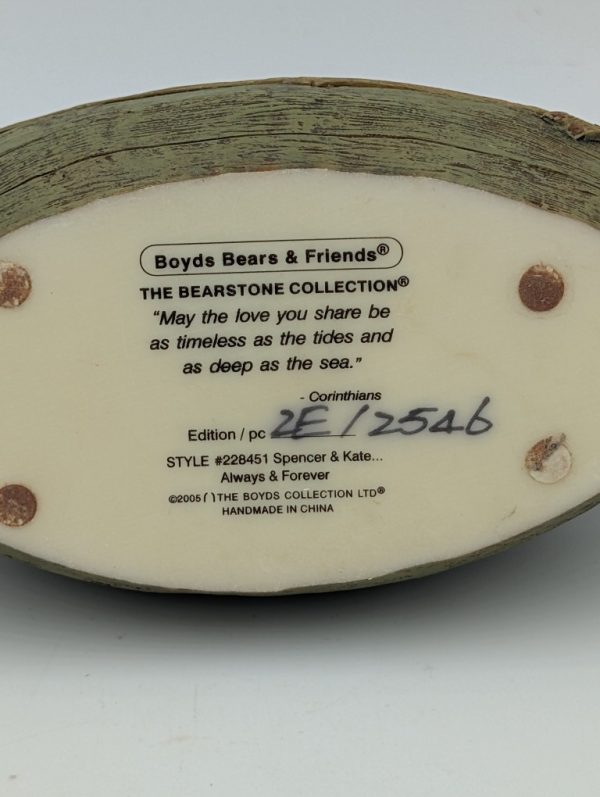 Boyds Bears & Friends®
THE BEARSTONE COLLECTION®
“May the love you share be
as timeless as the tides and
as deep as the sea.”
- Corinthians
Edition / pc 2E/2546
STYLE #228451 Spencer & Kate...
Always & Forever
©2005 ( ) THE BOYDS COLLECTION LTD®
HANDMADE IN CHINA